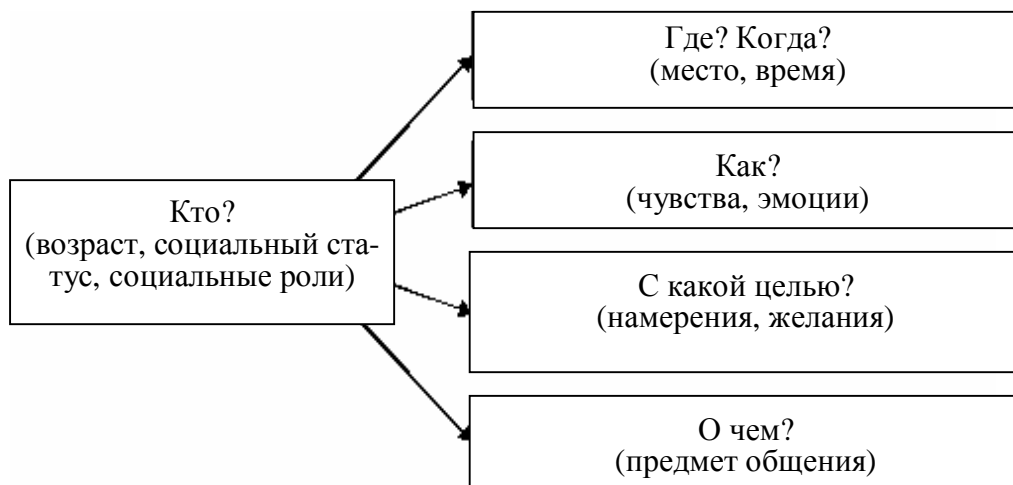 Где? Когда?
(место, время)
Как?
(чувства, эмоции)
Кто?
(возраст, социальный ста-
тус, социальные роли)
С какой целью?
(намерения, желания)
О чем?
(предмет общения)